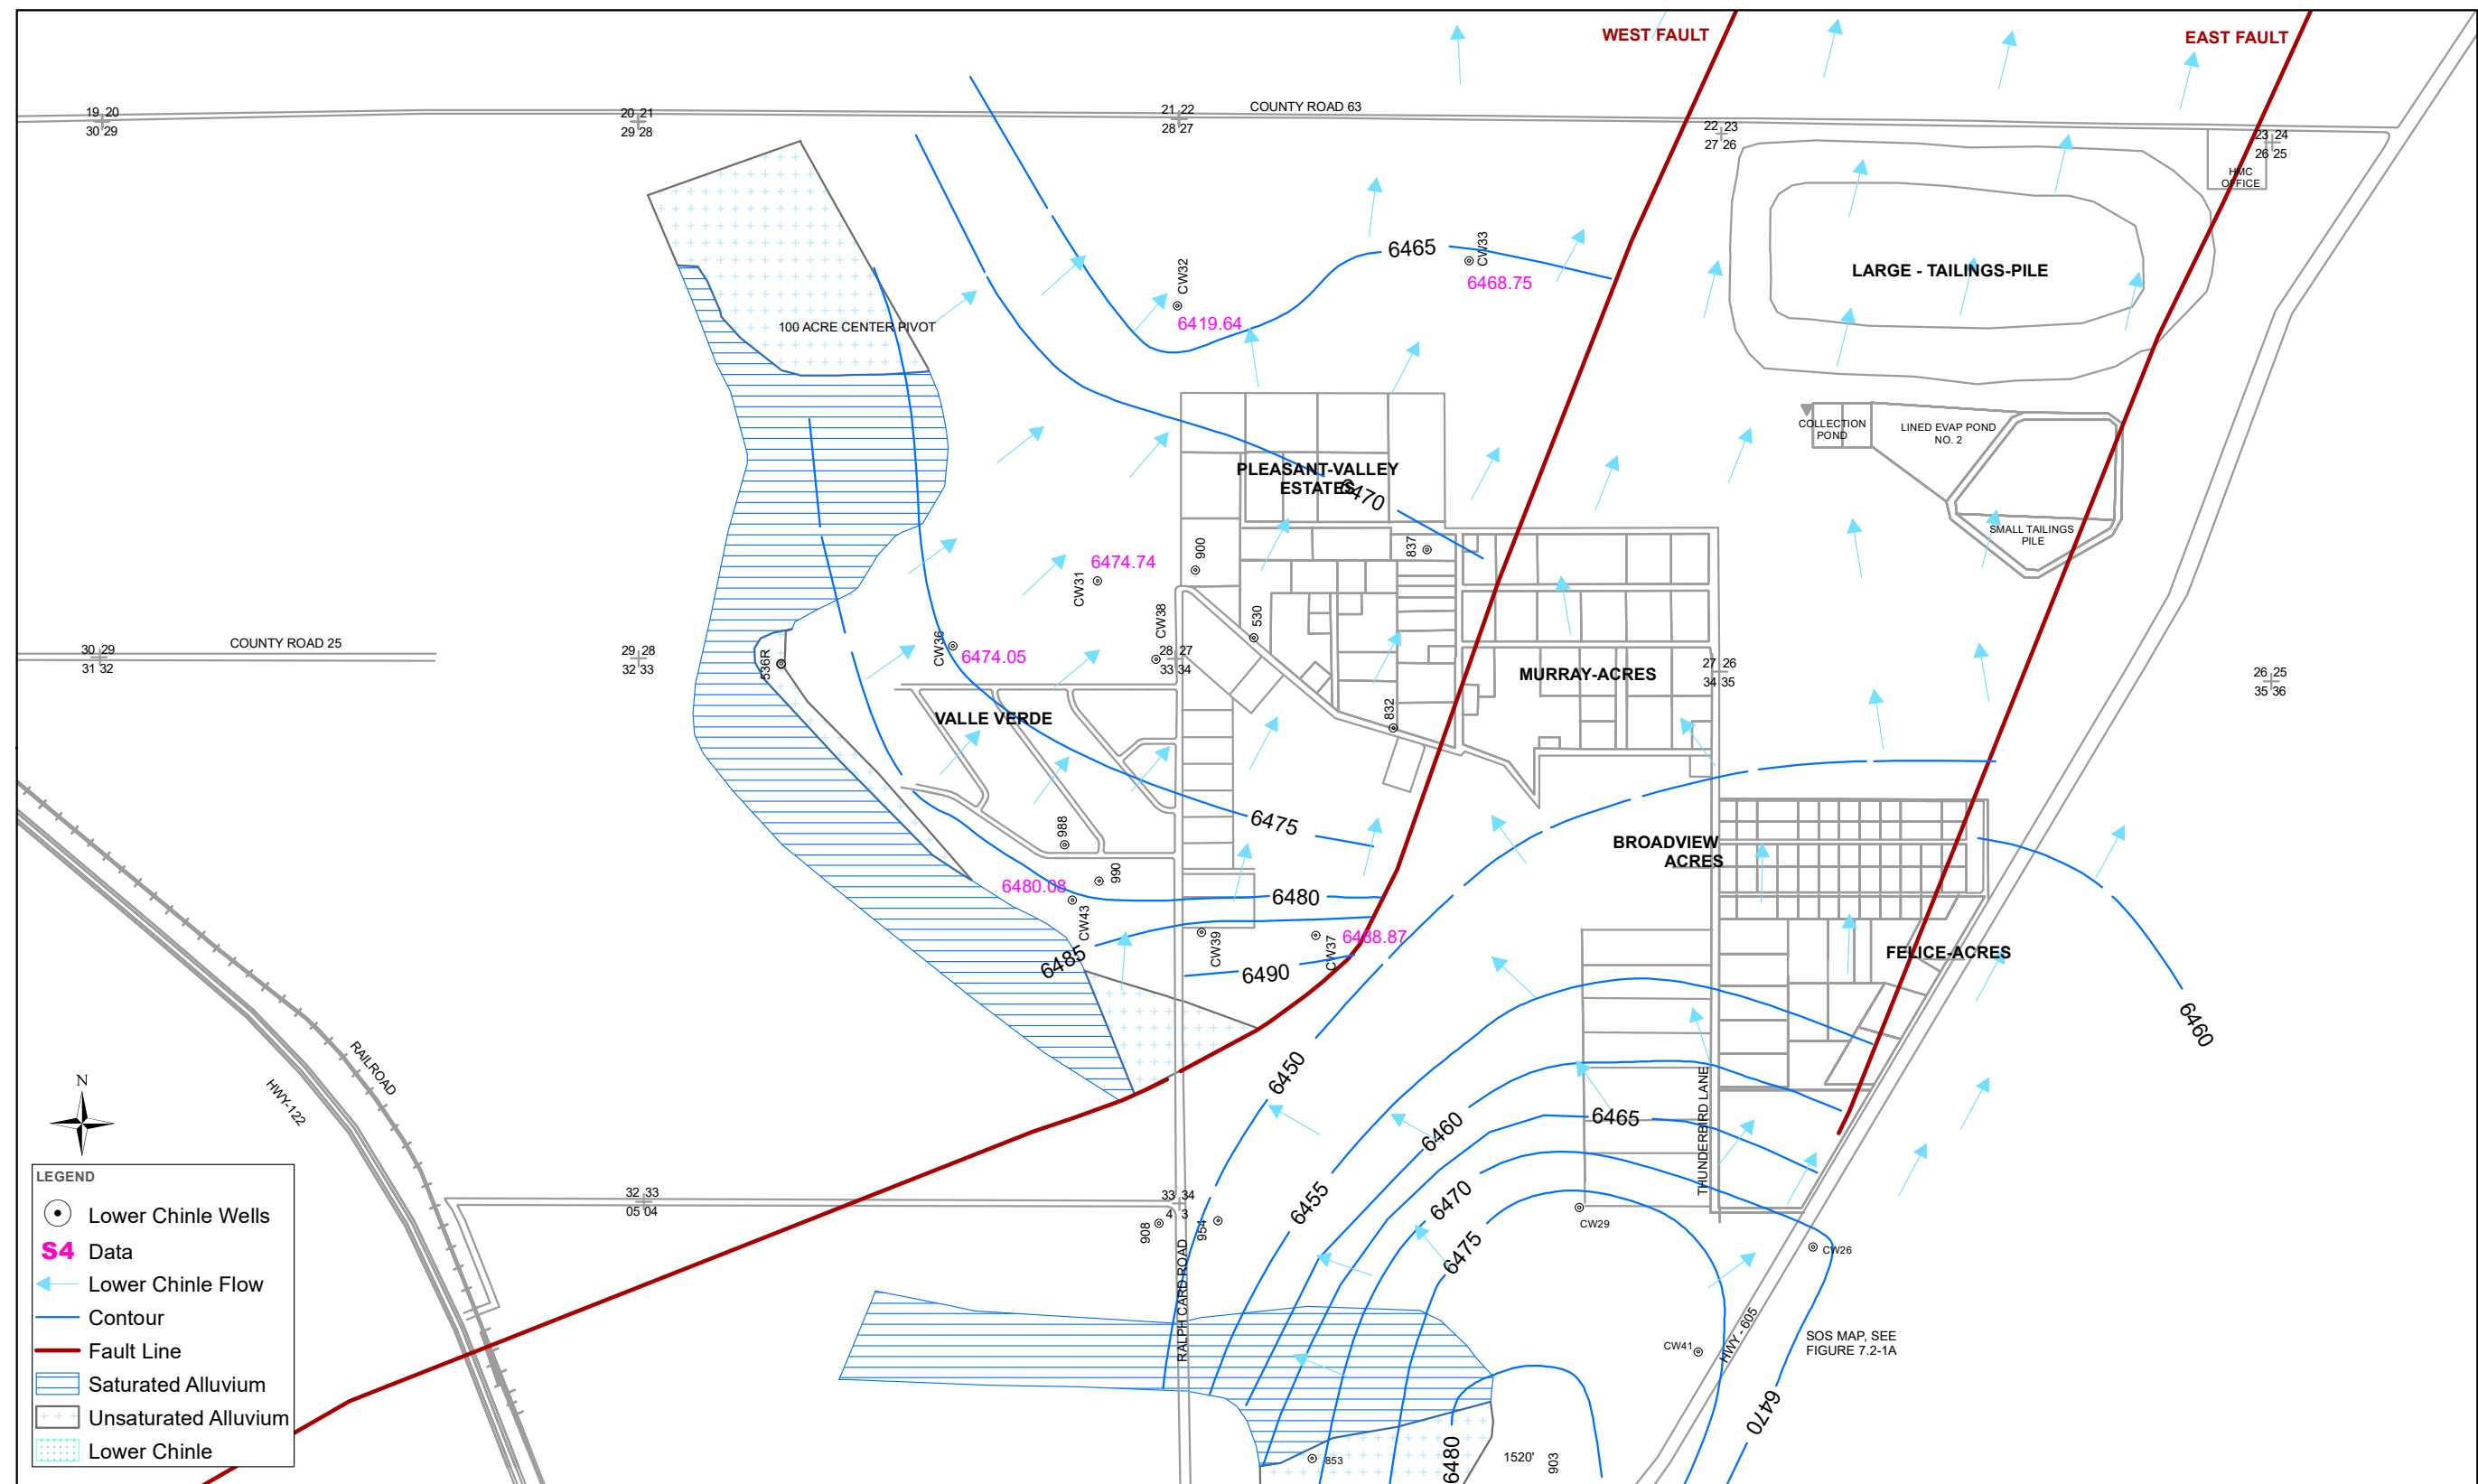 WEST FAULT
EAST FAULT
19 20
30 29
20 21
29 28
21 22
28 27
COUNTY ROAD 63
22 23
27 26
23 24
26 25
HMC
OFFICE
6465
CW33
6468.75
CW32
6419.64
LARGE - TAILINGS-PILE
100 ACRE CENTER PIVOT
COLLECTION
POND
LINED EVAP POND
NO. 2
PLEASANT-VALLEY
ESTATES
6470
SMALL TAILINGS
PILE
6474.74
CW31
900
837
530
CW38
COUNTY ROAD 25
30 29
31 32
29 28
32 33
536R
CW36
6474.05
28 27
33 34
MURRAY-ACRES
27 26
34 35
26 25
35 36
VALLE VERDE
832
6475
988
990
BROADVIEW
ACRES
6480.08
6480
CW43
CW39
CW37
6488.87
6485
6490
FELICE-ACRES
6460
RAILROAD
HWY-122
6450
6460
6465
THUNDERBIRD LANE
N
LEGEND
Lower Chinle Wells
S4 Data
Lower Chinle Flow
Contour
Fault Line
Saturated Alluvium
Unsaturated Alluvium
Lower Chinle
32 33
05 04
33 34
4 3
908
954
RALPH CARD ROAD
6455
6470
6475
CW29
CW26
CW41
HWY - 605
SOS MAP, SEE
FIGURE 7.2-1A
6470
6480
853
1520'
903